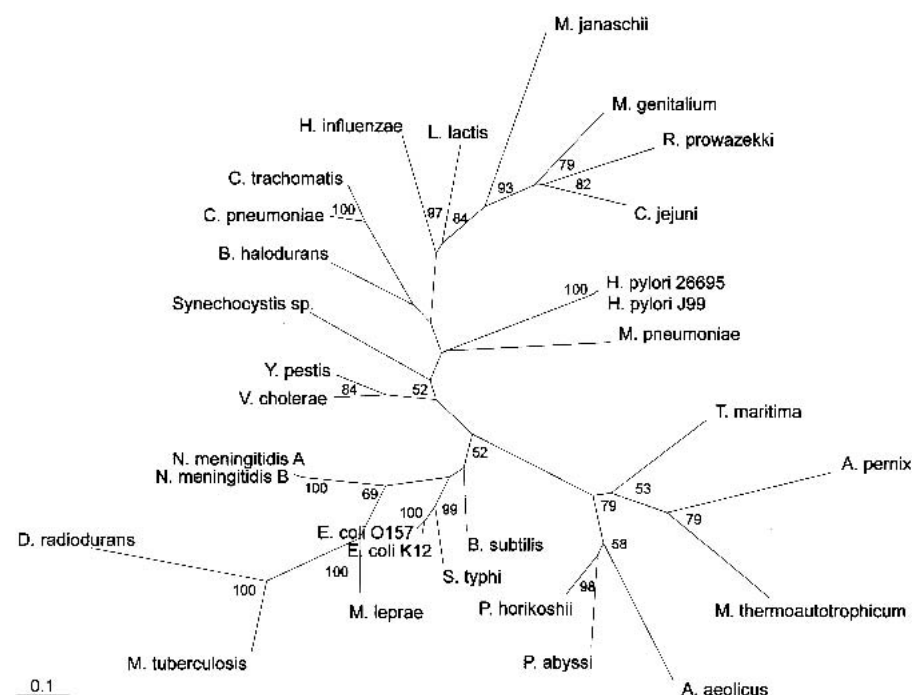 M. janaschii
M. genitalium
H. influenzae
L. lactis
R. prowazekki
79
C. trachomatis
93
82
100
97
84
C. pneumoniae
C. jejuni
B. halodurans
H. pylori 26695
100
Synechocystis sp.
H. pylori J99
M. pneumoniae
Y. pestis
84
52
V. cholerae
T. maritima
N. meningitidis A
52
A. pernix
N. meningitidis B
100
69
53
79
79
100
99
E. coli O157
D. radiodurans
E. coli K12
B. subtilis
58
100
S. typhi
100
98
M. leprae
P. horikoshii
M. thermoautotrophicum
M. tuberculosis
P. abyssi
0.1
A. aeolicus